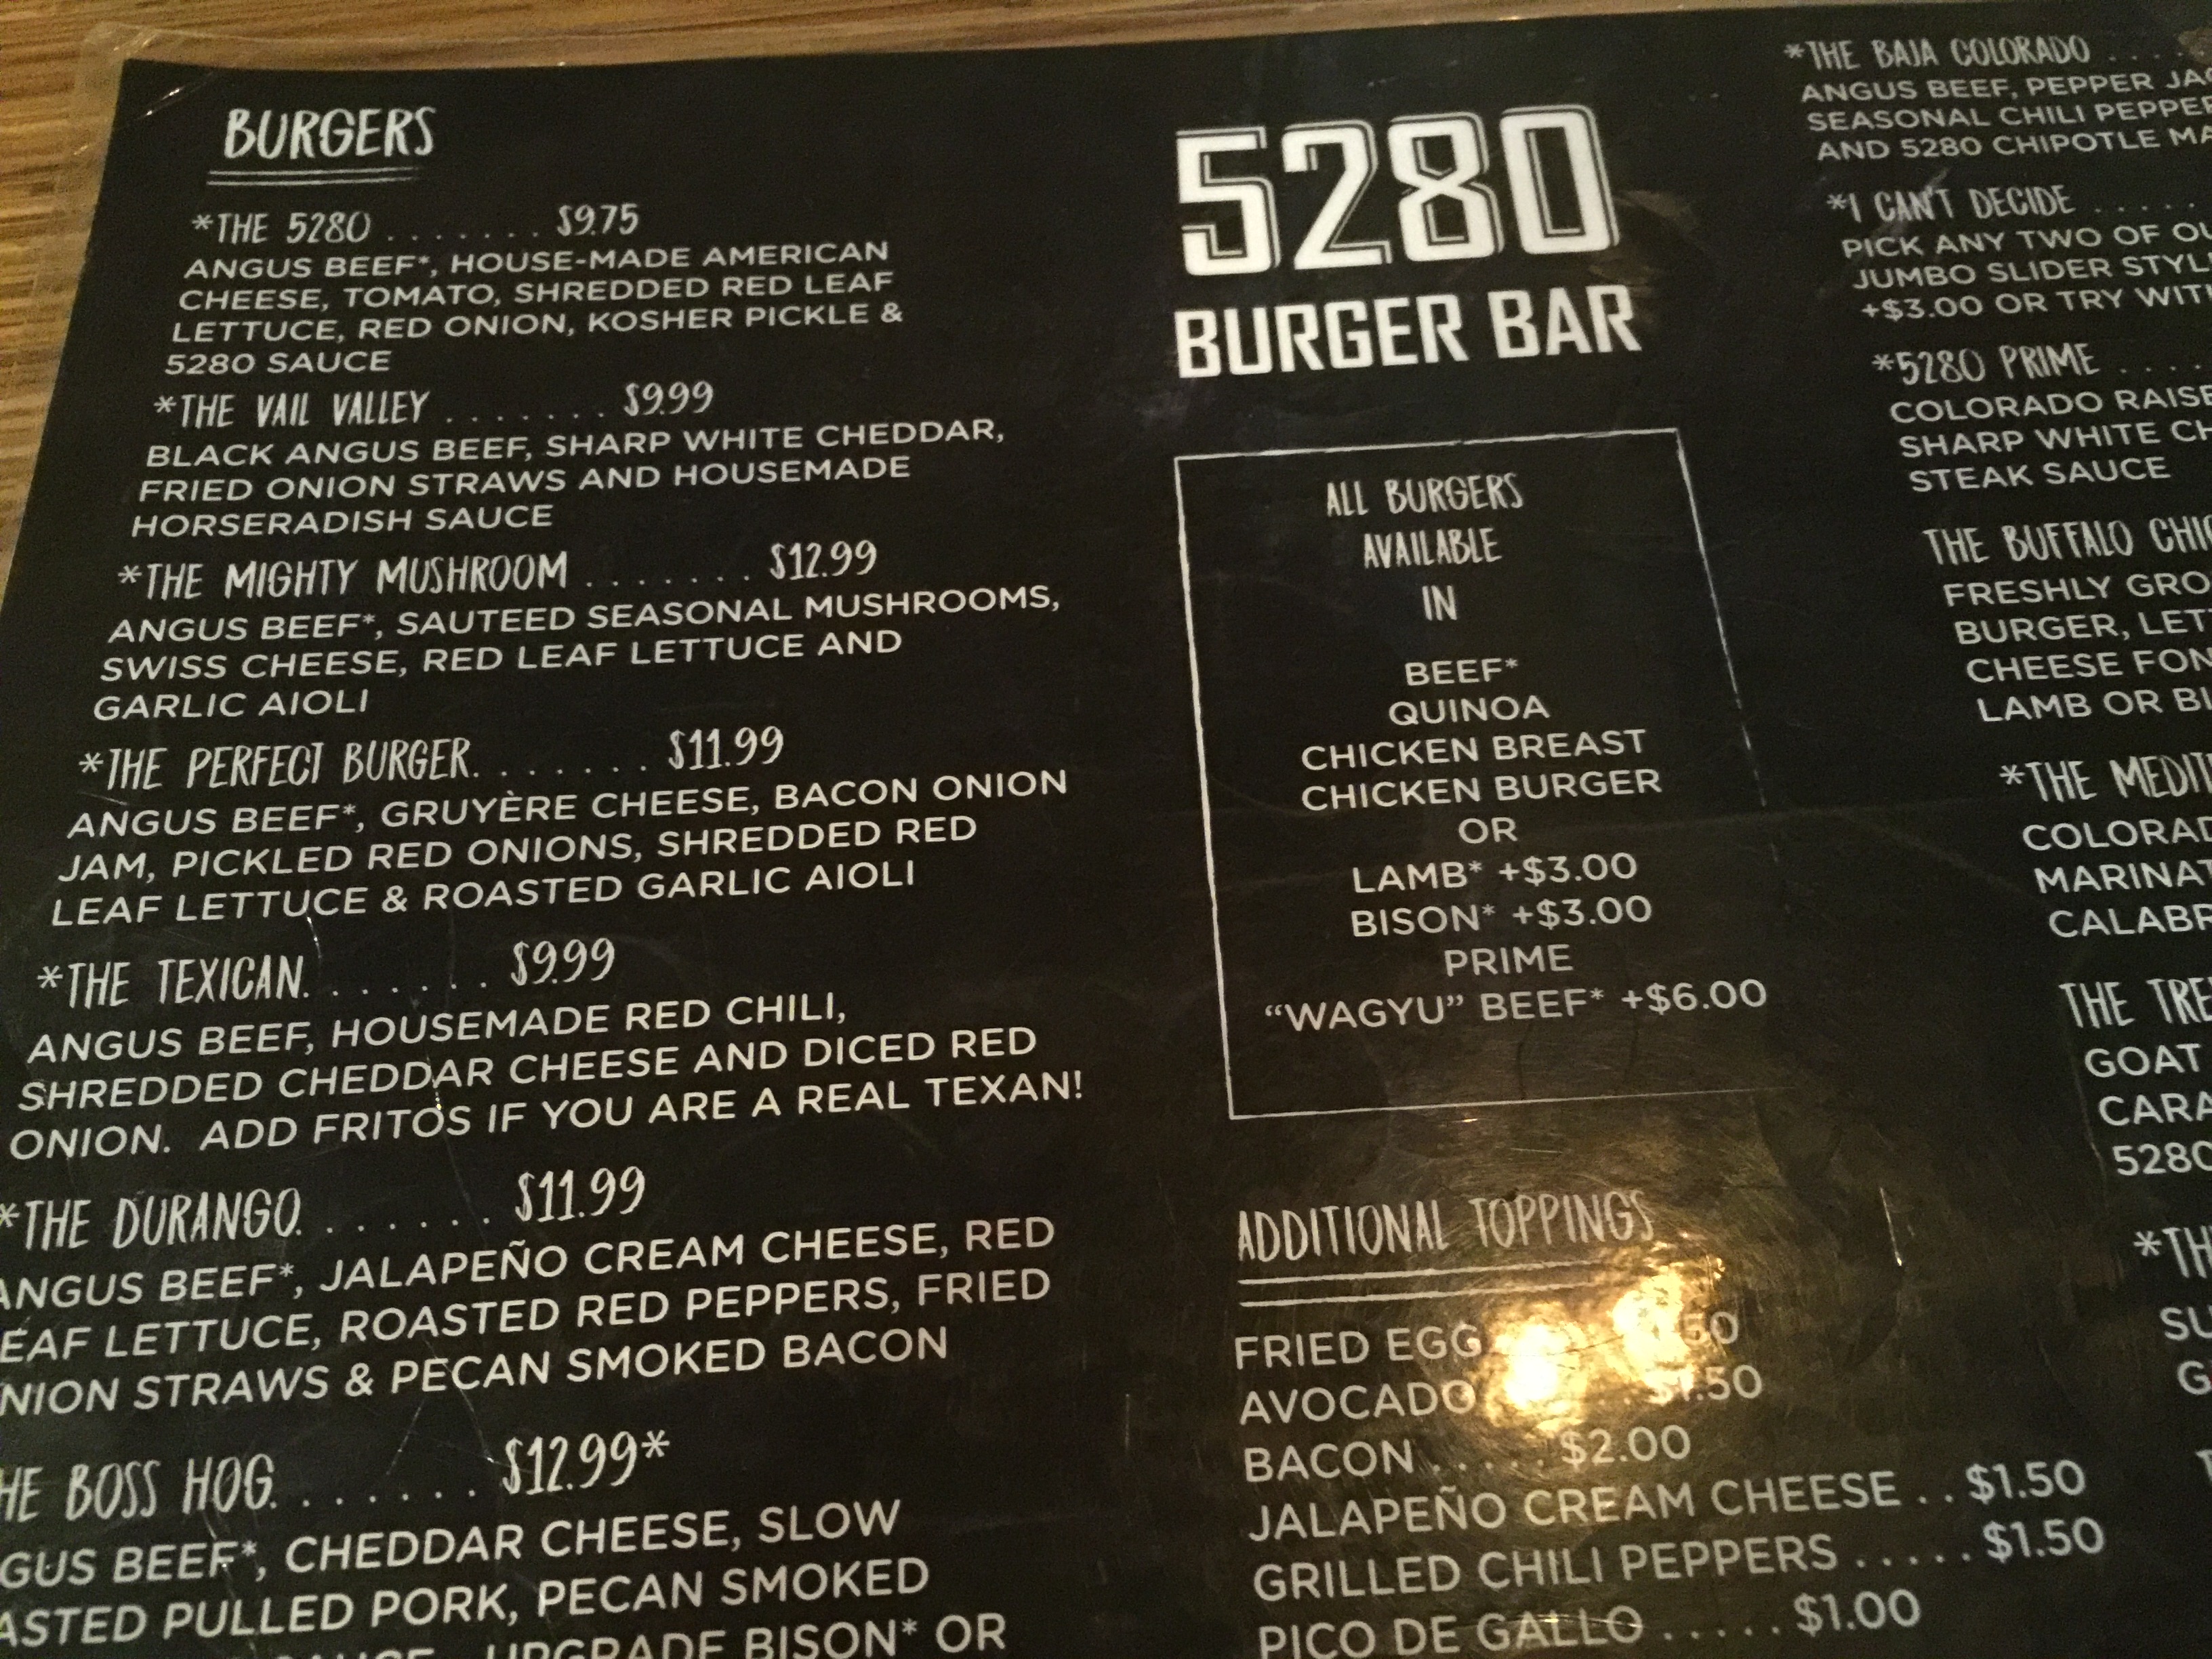 BURGERS
*THE 5280 . . . . . . . $9.75
ANGUS BEEF*, HOUSE-MADE AMERICAN
CHEESE, TOMATO, SHREDDED RED LEAF
LETTUCE, RED ONION, KOSHER PICKLE &
5280 SAUCE
*THE VAIL VALLEY . . . . . . . $9.99
BLACK ANGUS BEEF, SHARP WHITE CHEDDAR,
FRIED ONION STRAWS AND HOUSEMADE
HORSERADISH SAUCE
*THE MIGHTY MUSHROOM . . . . . . . $12.99
ANGUS BEEF*, SAUTEED SEASONAL MUSHROOMS,
SWISS CHEESE, RED LEAF LETTUCE AND
GARLIC AIOLI
*THE PERFECT BURGER. . . . . . . $11.99
ANGUS BEEF*, GRUYÈRE CHEESE, BACON ONION
JAM, PICKLED RED ONIONS, SHREDDED RED
LEAF LETTUCE & ROASTED GARLIC AIOLI
*THE TEXICAN. . . . . . . $9.99
ANGUS BEEF, HOUSEMADE RED CHILI,
SHREDDED CHEDDAR CHEESE AND DICED RED
ONION. ADD FRITOS IF YOU ARE A REAL TEXAN!
*THE DURANGO. . . . . . . $11.99
ANGUS BEEF*, JALAPEÑO CREAM CHEESE, RED
LEAF LETTUCE, ROASTED RED PEPPERS, FRIED
STRAWS & PECAN SMOKED BACON
BOSS HOG. . . . . . . $12.99*
BEEF*, CHEDDAR CHEESE, SLOW
PULLED PORK, PECAN SMOKED
UPGRADE BISON* OR
5280
BURGER BAR
ALL BURGERS
AVAILABLE
IN
BEEF*
QUINOA
CHICKEN BREAST
CHICKEN BURGER
OR
LAMB* +$3.00
BISON* +$3.00
PRIME
“WAGYU” BEEF* +$6.00
ADDITIONAL TOPPINGS
FRIED EGG
AVOCADO . . $1.50
BACON . . . . . $2.00
JALAPEÑO CREAM CHEESE . . $1.50
GRILLED CHILI PEPPERS . . . . . $1.50
PICO DE GALLO . . . . . $1.00
*THE BAJA COLORADO . . . .
ANGUS BEEF, PEPPER
SEASONAL CHILI
AND 5280 CHIPOTLE
*I CAN'T DECIDE . . . . .
PICK ANY TWO OF
JUMBO SLIDER
+$3.00 OR TRY
*5280 PRIME . . . .
COLORADO
SHARP WHITE
STEAK SAUCE
THE BUFFALO
FRESHLY
BURGER,
CHEESE
LAMB OR
*THE
THE
GOAT